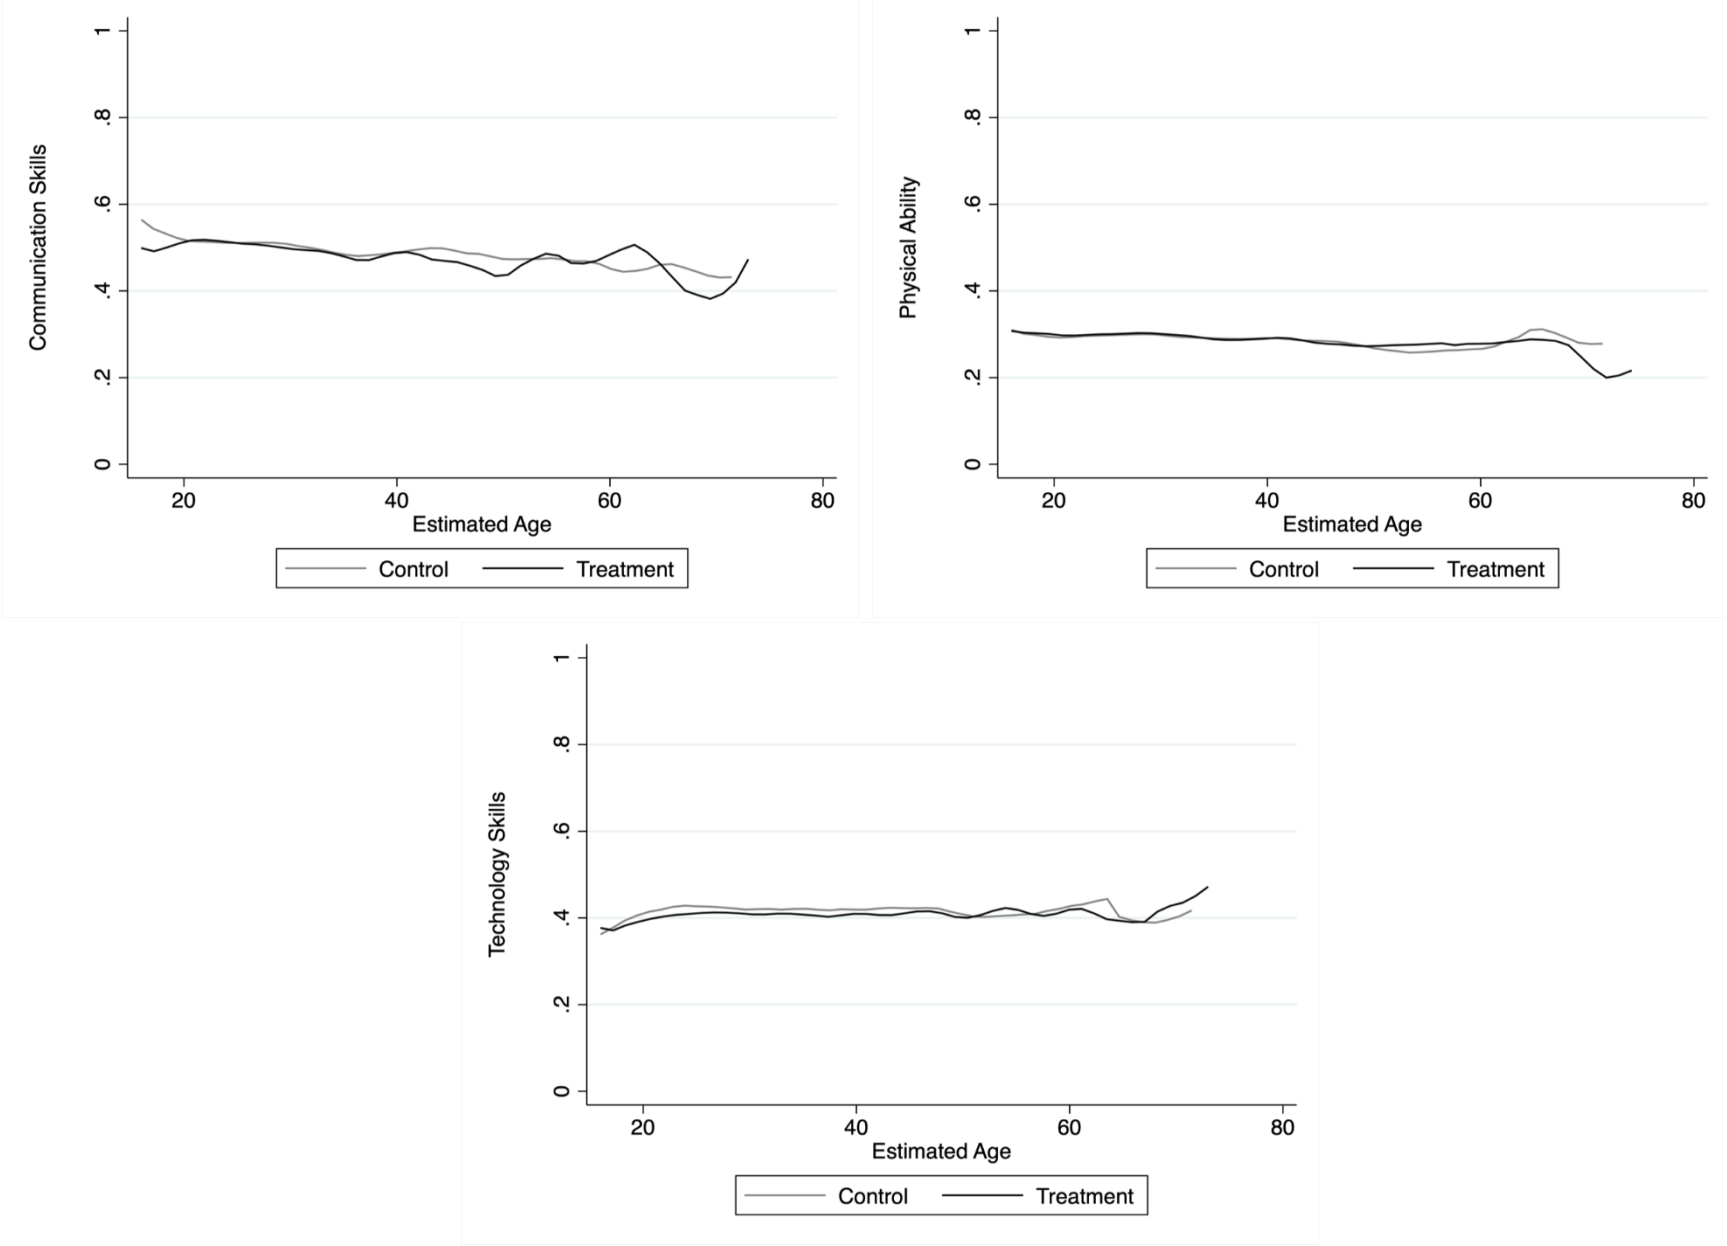 Communication Skills
1
.8
.6
.4
.2
0
20 40 60 80
Estimated Age
Control Treatment
Physical Ability
1
.8
.6
.4
.2
0
20 40 60 80
Estimated Age
Control Treatment
Technology Skills
1
.8
.6
.4
.2
0
20 40 60 80
Estimated Age
Control Treatment